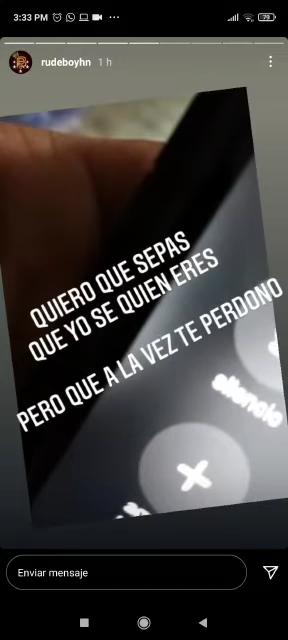 3:33 PM
79
rudeboyhn 1 h
QUIERO QUE SEPAS
QUE YO SE QUIEN ERES
PERO QUE A LA VEZ TE PERDONO
silencio
Enviar mensaje